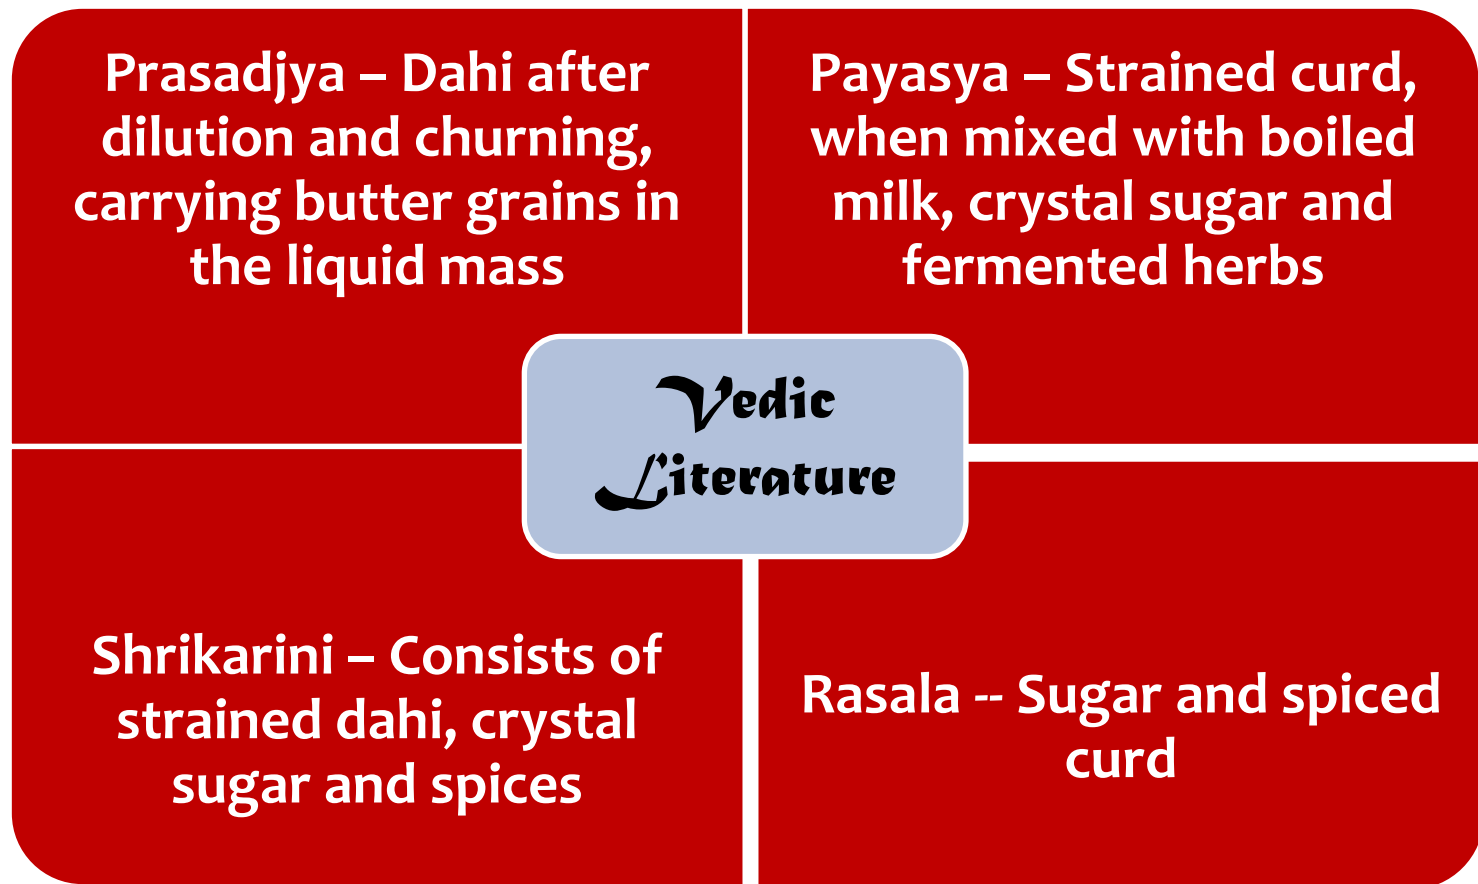 Prasadjya – Dahi after
dilution and churning,
carrying butter grains in
the liquid mass
Payasya – Strained curd,
when mixed with boiled
milk, crystal sugar and
fermented herbs
Vedic
Literature
Shrikarini – Consists of
strained dahi, crystal
sugar and spices
Rasala -- Sugar and spiced
curd